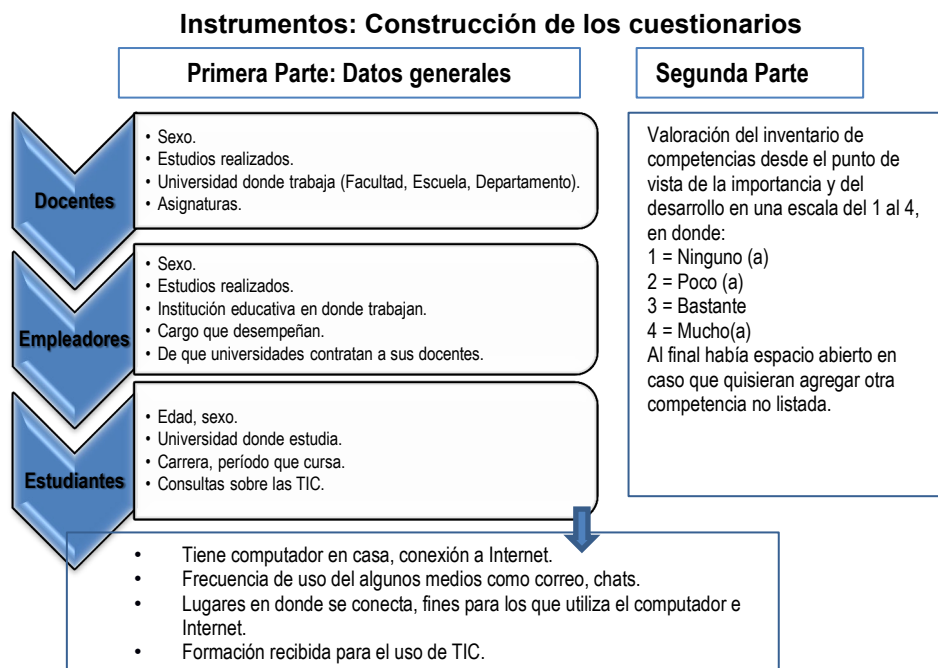 Instrumentos: Construcción de los cuestionarios
Primera Parte: Datos generales
Segunda Parte
Docentes
• Sexo.
• Estudios realizados.
• Universidad donde trabaja (Facultad, Escuela, Departamento).
• Asignaturas.
Empleadores
• Sexo.
• Estudios realizados.
• Institución educativa en donde trabajan.
• Cargo que desempeñan.
• De que universidades contratan a sus docentes.
Estudiantes
• Edad, sexo.
• Universidad donde estudia.
• Carrera, período que cursa.
• Consultas sobre las TIC.
• Tiene computador en casa, conexión a Internet.
• Frecuencia de uso del algunos medios como correo, chats.
• Lugares en donde se conecta, fines para los que utiliza el computador e
Internet.
• Formación recibida para el uso de TIC.
Valoración del inventario de
competencias desde el punto de
vista de la importancia y del
desarrollo en una escala del 1 al 4,
en donde:
1 = Ninguno (a)
2 = Poco (a)
3 = Bastante
4 = Mucho(a)
Al final había espacio abierto en
caso que quisieran agregar otra
competencia no listada.